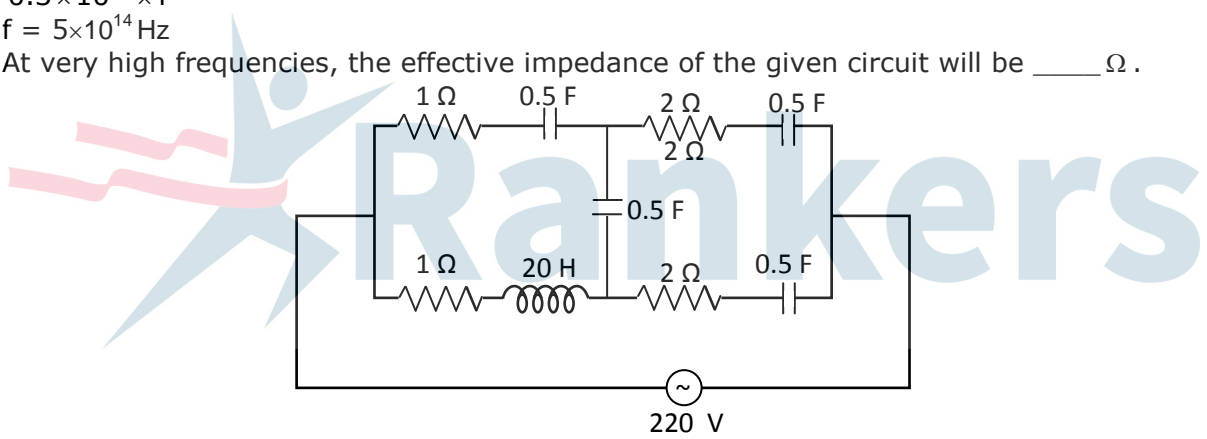 f = 5×10¹⁴ Hz
At very high frequencies, the effective impedance of the given circuit will be _____ Ω .
1 Ω 0.5 F 2 Ω 0.5 F
2 Ω
Rankers
0.5 F
1 Ω 20 H 2 Ω 0.5 F
~
220 V